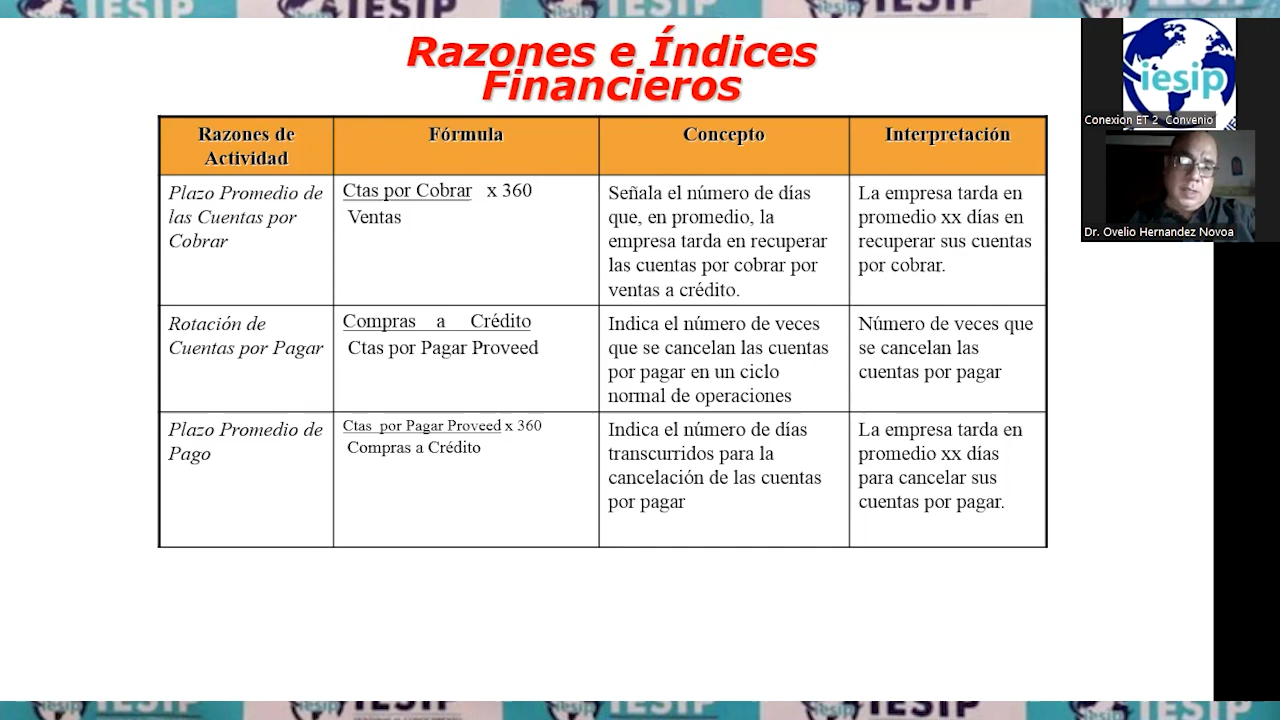 Razones e Índices
Financieros
Razones de
Actividad
Fórmula
Concepto
Interpretación
Plazo Promedio de
las Cuentas por
Cobrar
Ctas por Cobrar x 360
Ventas
Señala el número de días
que, en promedio, la
empresa tarda en recuperar
las cuentas por cobrar por
ventas a crédito.
La empresa tarda en
promedio xx días en
recuperar sus cuentas
por cobrar.
Rotación de
Cuentas por Pagar
Compras a Crédito
Ctas por Pagar Proveed
Indica el número de veces
que se cancelan las cuentas
por pagar en un ciclo
normal de operaciones
Número de veces que
se cancelan las
cuentas por pagar
Plazo Promedio de
Pago
Ctas por Pagar Proveed x 360
Compras a Crédito
Indica el número de días
transcurridos para la
cancelación de las cuentas
por pagar
La empresa tarda en
promedio xx días
para cancelar sus
cuentas por pagar.
iesip
Conexion ET 2 Convenio
Dr. Ovelio Hernandez Novoa